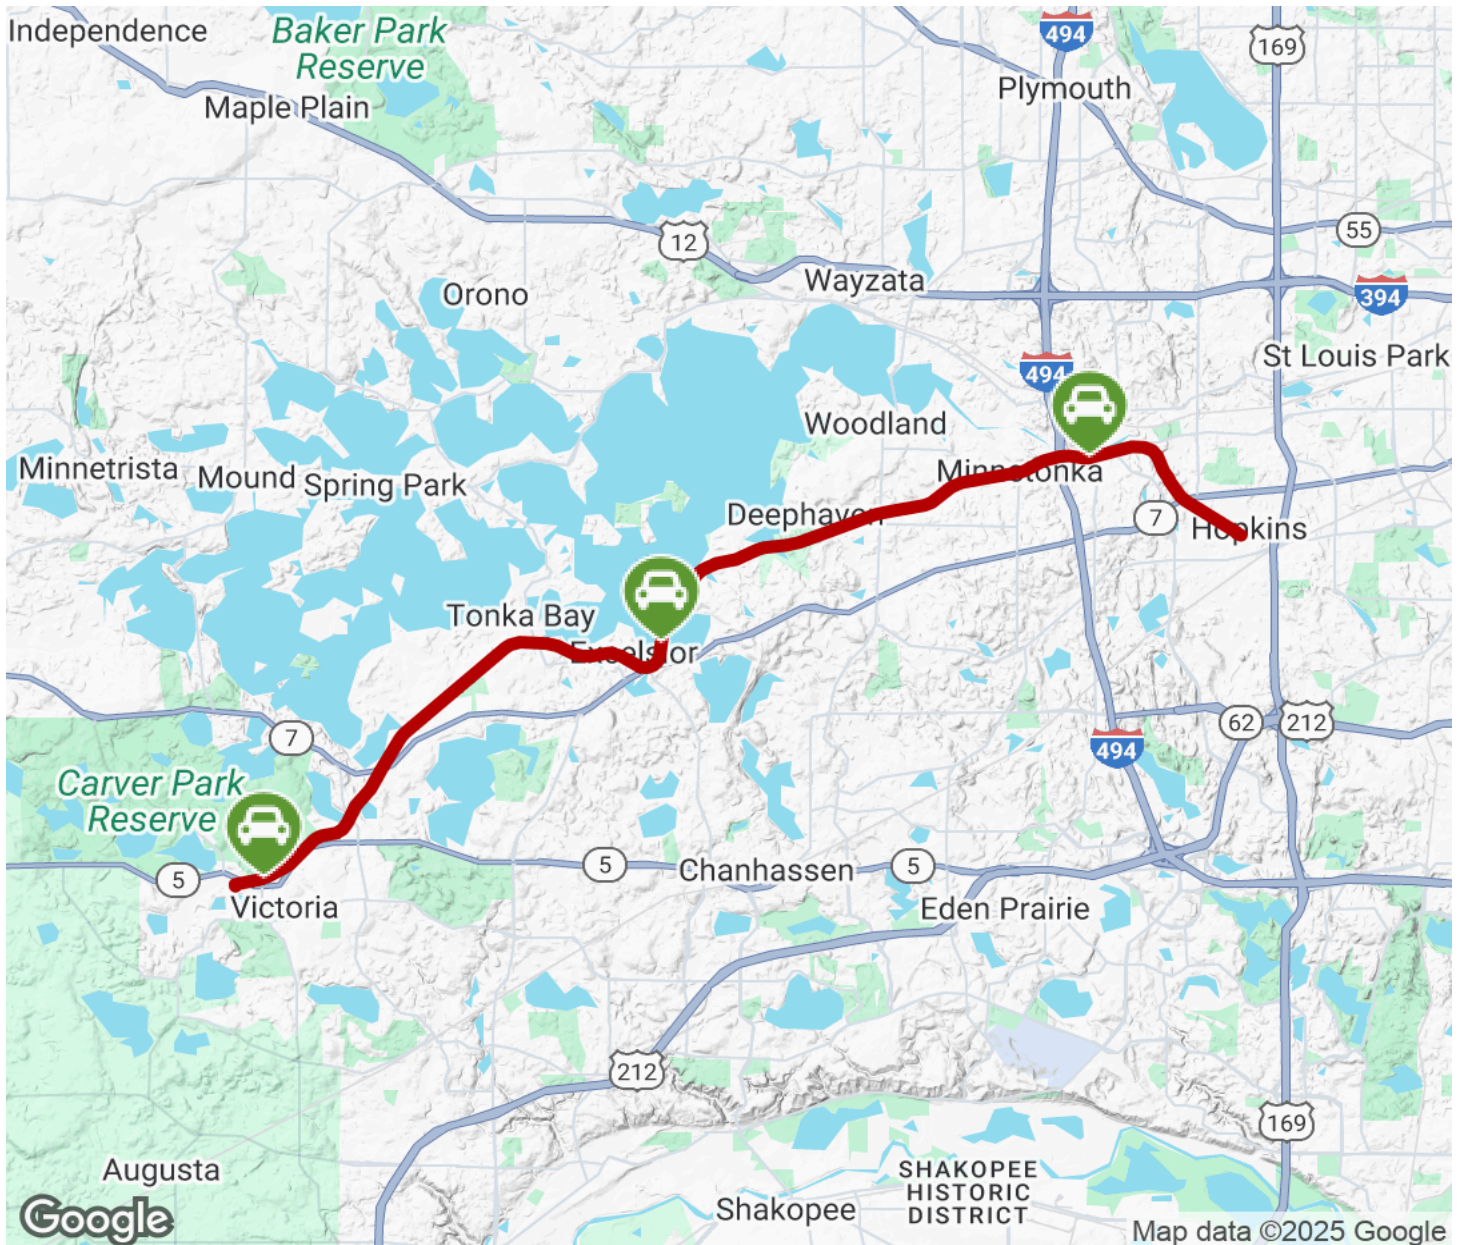 Independence
Baker Park
Reserve
494
169
Plymouth
Maple Plain
55
12
Wayzata
Orono
394
St Louis Park
494
Woodland
Minnetrista
Mound
Spring Park
Minnetonka
Deephaven
7
Hopkins
Tonka Bay
Excelsior
7
62
212
494
Carver Park
Reserve
5
5
5
Chanhassen
Victoria
Eden Prairie
212
169
Augusta
SHAKOPEE
HISTORIC
DISTRICT
Shakopee
Google
Map data ©2025 Google